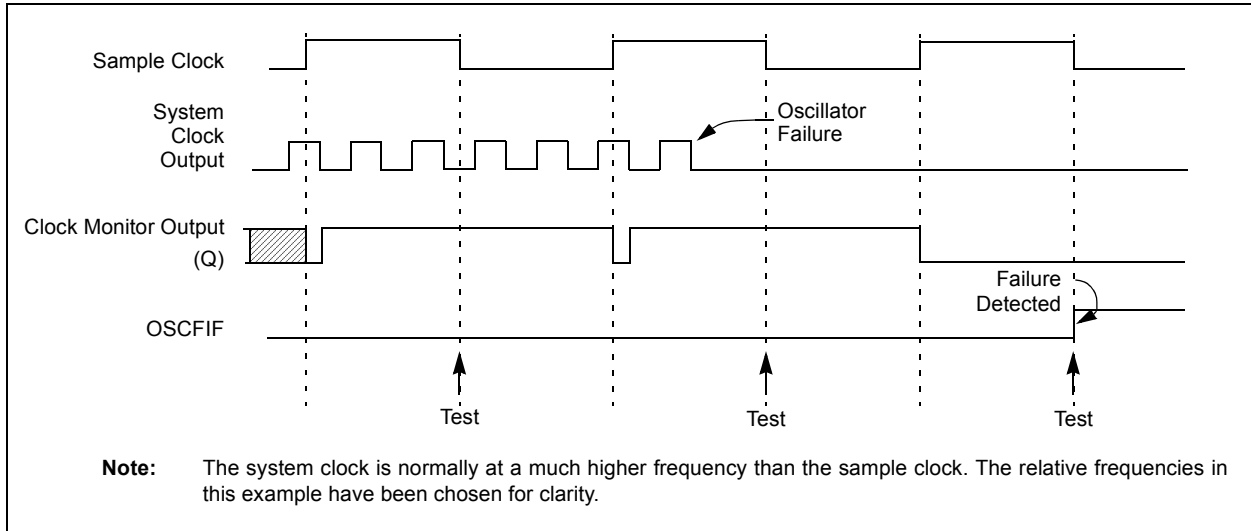 Sample Clock
System
Clock
Output
Oscillator
Failure
Clock Monitor Output
(Q)
Failure
Detected
OSCFIF
Test
Test
Test
Note: The system clock is normally at a much higher frequency than the sample clock. The relative frequencies in
this example have been chosen for clarity.